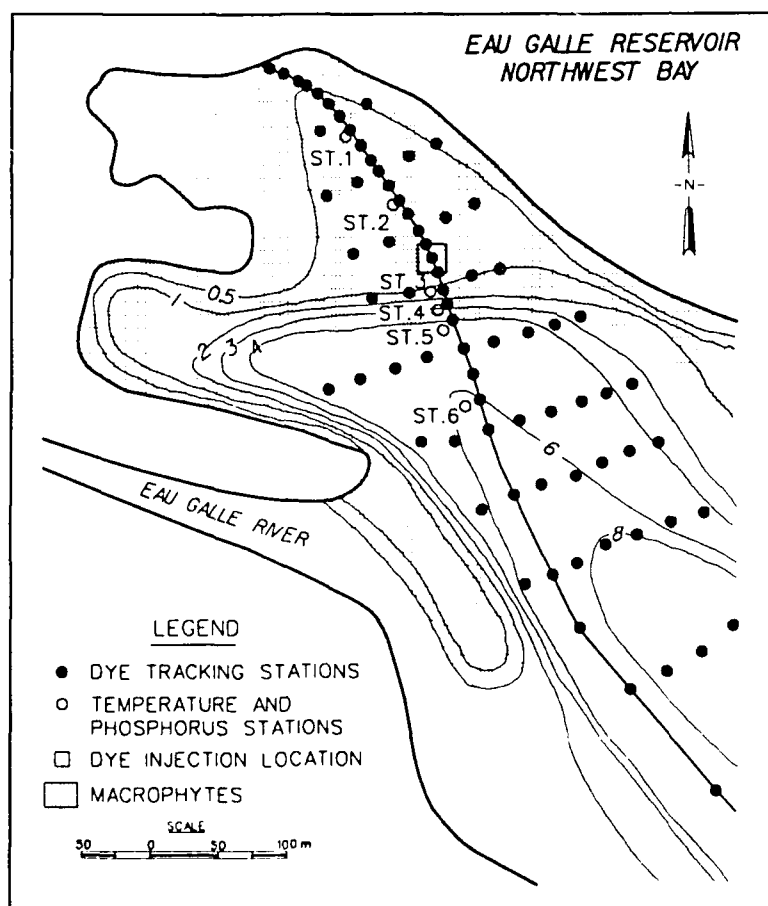 EAU GALLE RESERVOIR
NORTHWEST BAY
-N-
ST.1
ST.2
ST. 3
ST.4
ST.5
ST.6
0.5
1
2
3
4
6
8
EAU GALLE RIVER
LEGEND
DYE TRACKING STATIONS
TEMPERATURE AND
PHOSPHORUS STATIONS
DYE INJECTION LOCATION
MACROPHYTES
SCALE
50 0 50 100 m